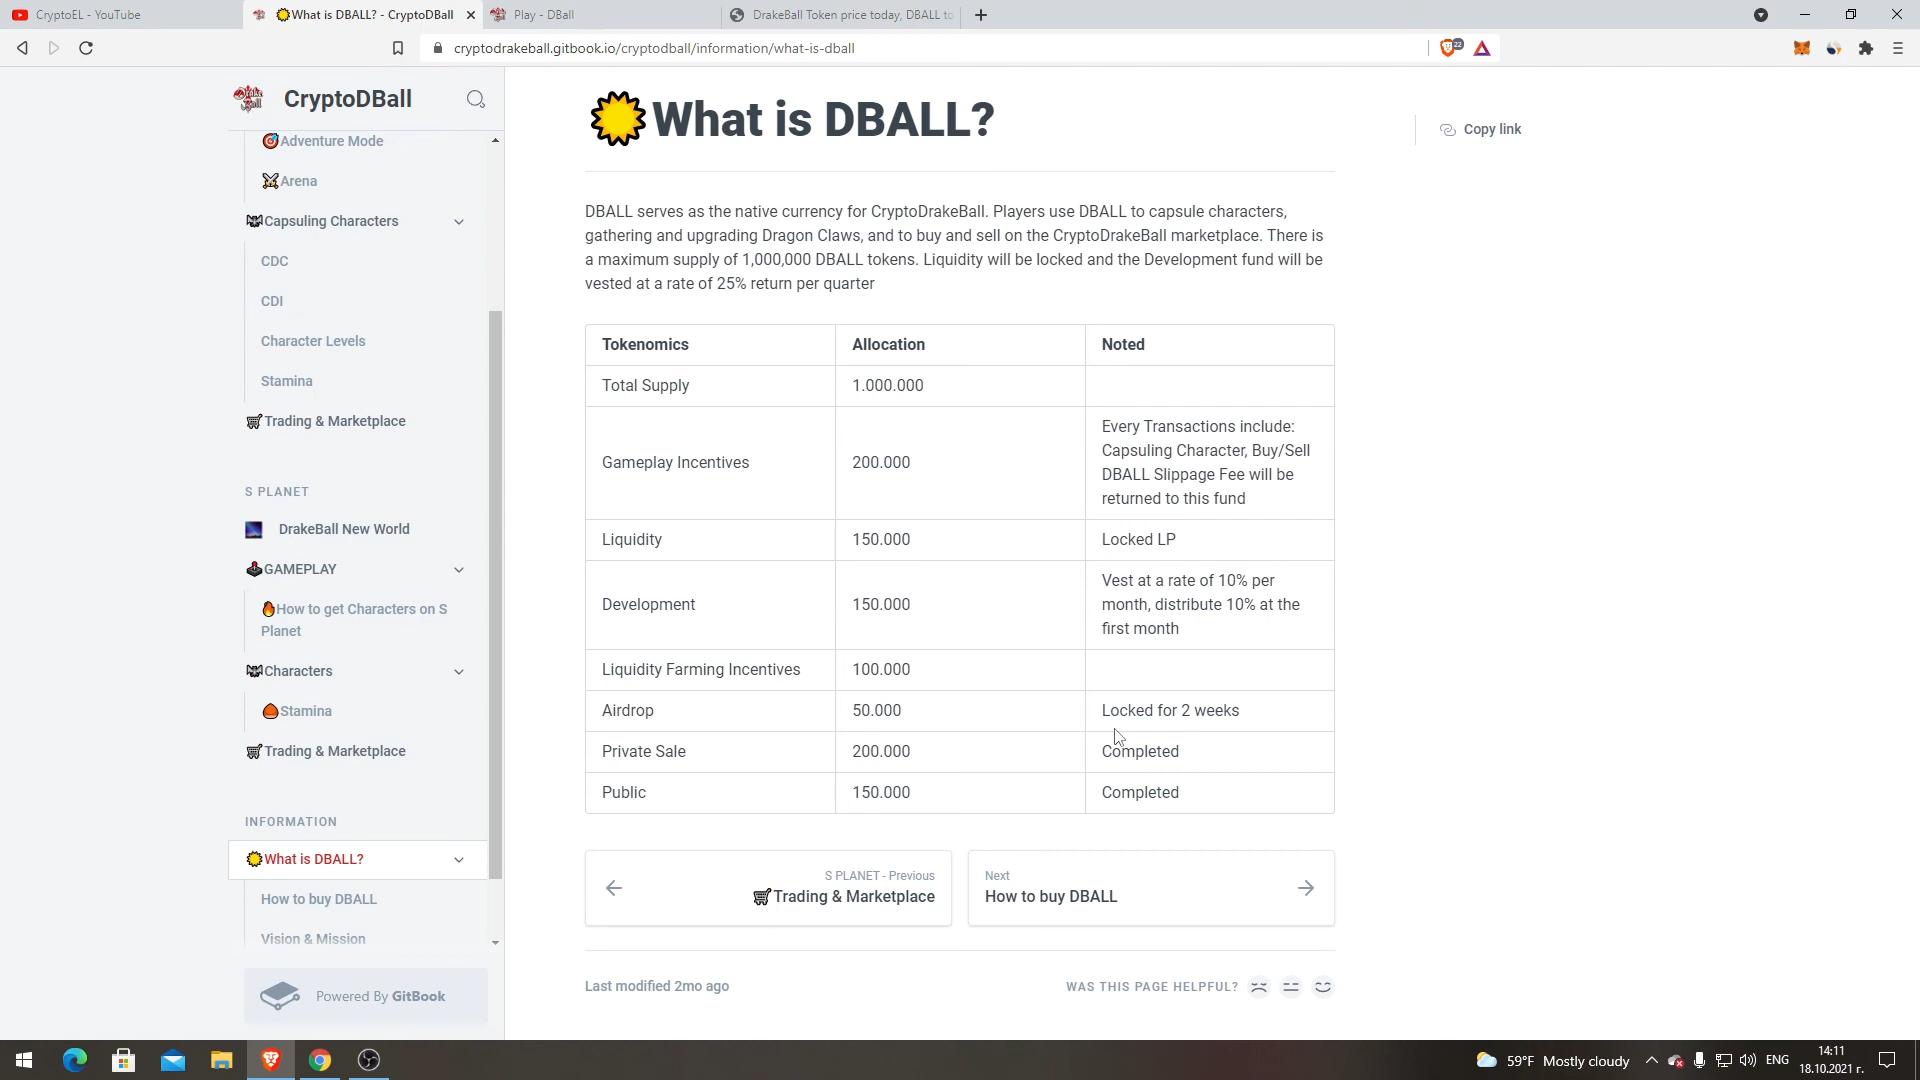 CryptoEL - YouTube
What is DBALL? - CryptoDBall
Play - DBall
DrakeBall Token price today, DBALL to
cryptodrakeball.gitbook.io/cryptodball/information/what-is-dball
22
CryptoDBall
Adventure Mode
Arena
Capsuling Characters
CDC
CDI
Character Levels
Stamina
Trading & Marketplace
S PLANET
DrakeBall New World
GAMEPLAY
How to get Characters on S
Planet
Characters
Stamina
Trading & Marketplace
INFORMATION
What is DBALL?
How to buy DBALL
Vision & Mission
Powered By GitBook
What is DBALL?
Copy link
DBALL serves as the native currency for CryptoDrakeBall. Players use DBALL to capsule characters,
gathering and upgrading Dragon Claws, and to buy and sell on the CryptoDrakeBall marketplace. There is
a maximum supply of 1,000,000 DBALL tokens. Liquidity will be locked and the Development fund will be
vested at a rate of 25% return per quarter
Tokenomics Allocation Noted
Total Supply 1.000.000
Gameplay Incentives 200.000
Every Transactions include:
Capsuling Character, Buy/Sell
DBALL Slippage Fee will be
returned to this fund
Liquidity 150.000 Locked LP
Development 150.000
Vest at a rate of 10% per
month, distribute 10% at the
first month
Liquidity Farming Incentives 100.000
Airdrop 50.000 Locked for 2 weeks
Private Sale 200.000 Completed
Public 150.000 Completed
S PLANET - Previous
Trading & Marketplace
Next
How to buy DBALL
Last modified 2mo ago
WAS THIS PAGE HELPFUL?
59°F Mostly cloudy
ENG
14:11
18.10.2021 г.